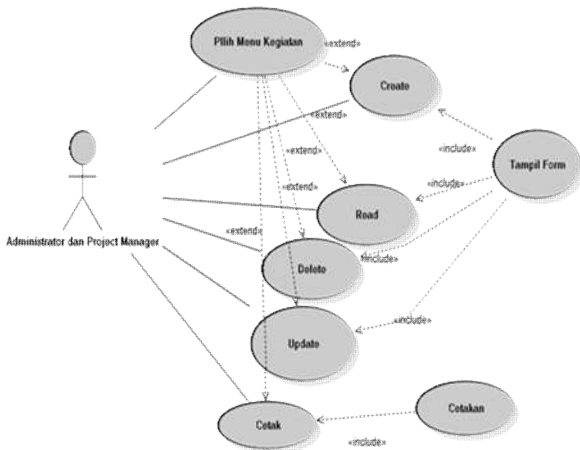 PIlih Menu Kegiatan
«extend»
Create
«extend»
«include»
Tampil Form
«extend»
«include»
«extend»
Read
Administrator dan Project Manager
«extend»
Delete
«include»
Update
«include»
Cetak
Cetakan
«include»